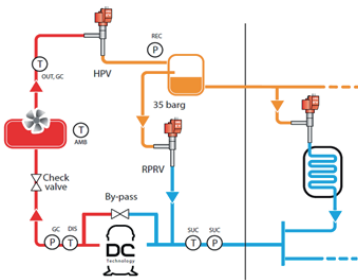 REC
P
T
OUT, GC
HPV
35 barg
T
AMB
RPRV
Check
valve
By-pass
GC
DIS
P
T
DC
Technology
SUC
SUC
T
P